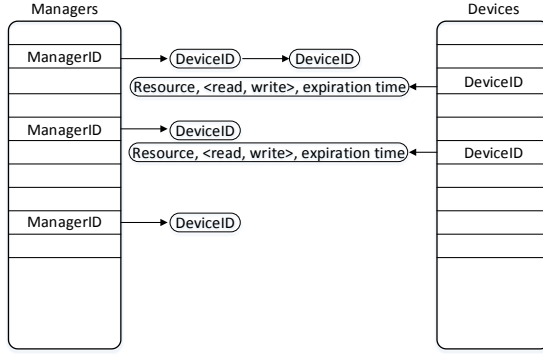 Managers Devices
ManagerID DeviceID DeviceID
Resource, <read, write>, expiration time DeviceID
ManagerID DeviceID
Resource, <read, write>, expiration time DeviceID
ManagerID DeviceID